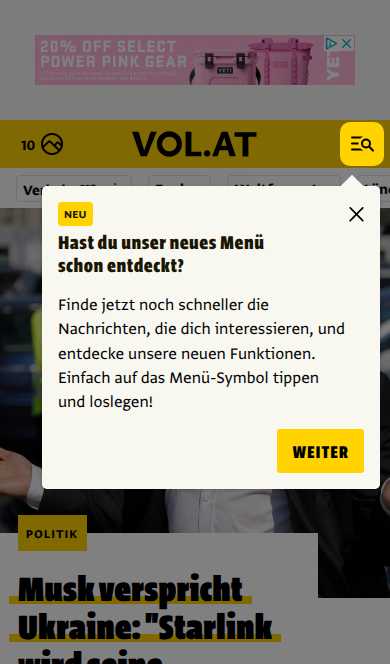 20% OFF SELECT
POWER PINK GEAR
YETI
10
VOL.AT
NEU
Hast du unser neues Menü
schon entdeckt?
Finde jetzt noch schneller die
Nachrichten, die dich interessieren, und
entdecke unsere neuen Funktionen.
Einfach auf das Menü-Symbol tippen
und loslegen!
WEITER
POLITIK
Musk verspricht
Ukraine: "Starlink
wird seine